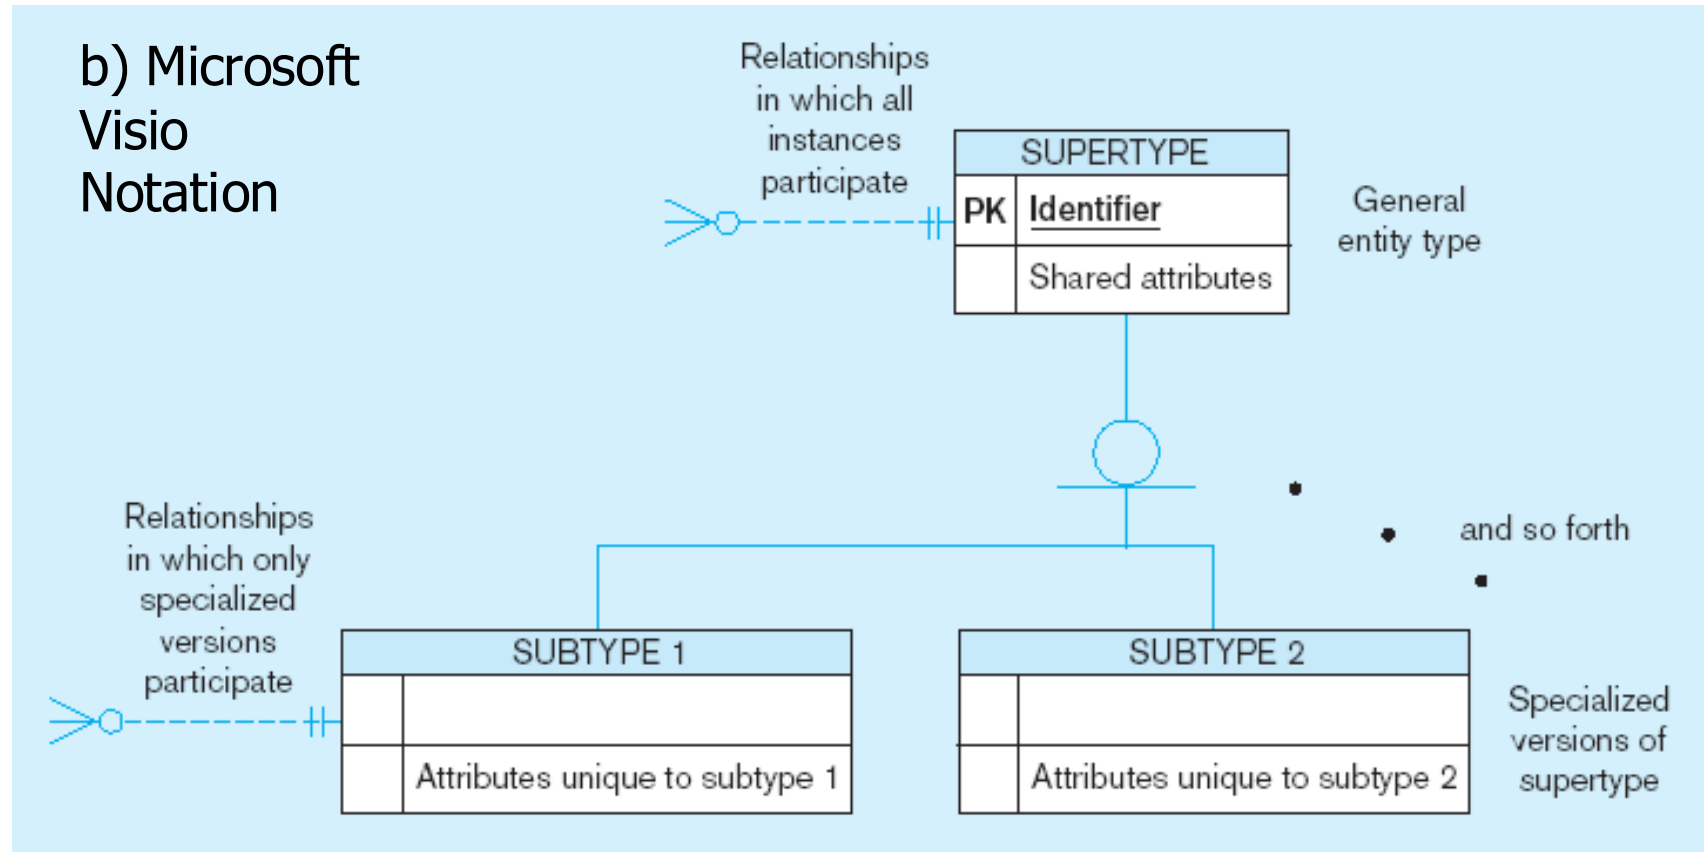 b) Microsoft
Visio
Notation
Relationships
in which all
instances
participate
SUPERTYPE
PK Identifier
Shared attributes
General
entity type
and so forth
Relationships
in which only
specialized
versions
participate
SUBTYPE 1
Attributes unique to subtype 1
SUBTYPE 2
Attributes unique to subtype 2
Specialized
versions of
supertype